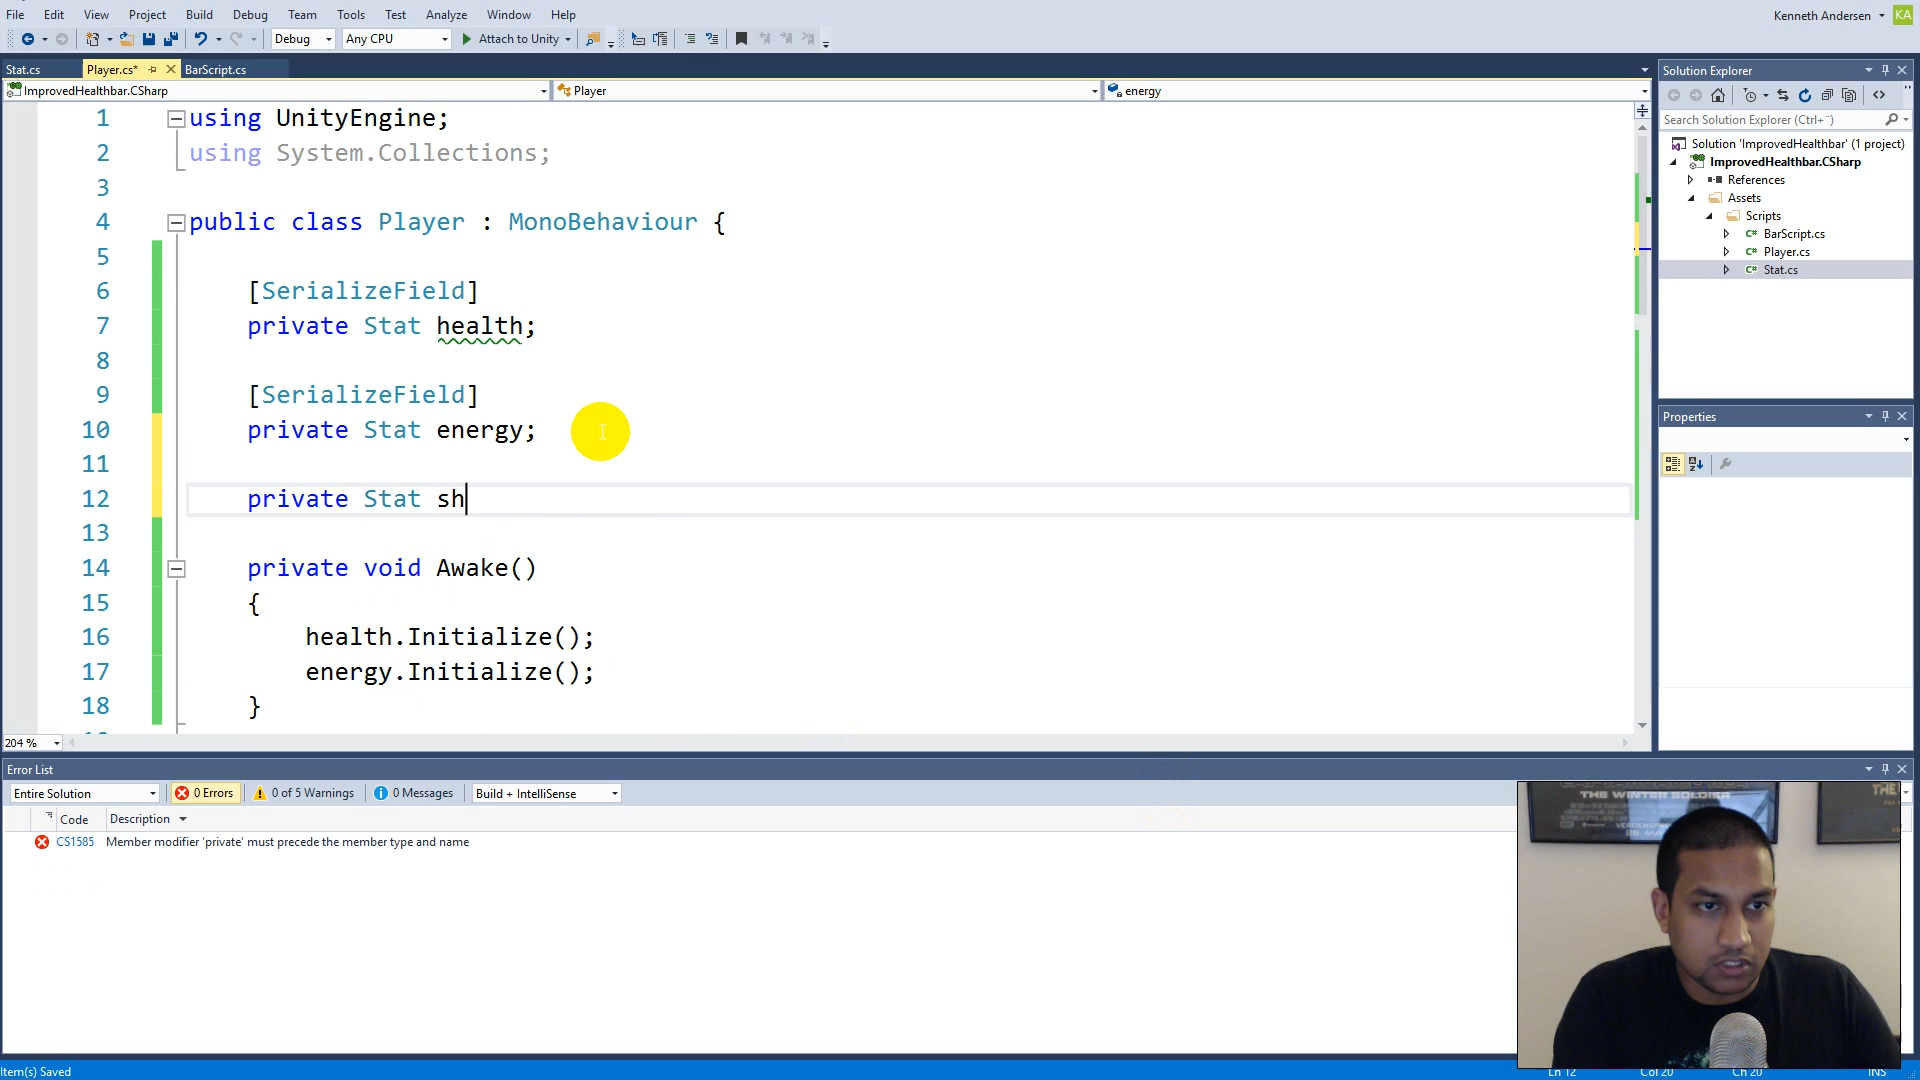 File Edit View Project Build Debug Team Tools Test Analyze Window Help
Kenneth Andersen KA
Debug Any CPU Attach to Unity
Stat.cs Player.cs* BarScript.cs
ImprovedHealthbar.CSharp Player energy
1 using UnityEngine;
2 using System.Collections;
3
4 public class Player : MonoBehaviour {
5
6 [SerializeField]
7 private Stat health;
8
9 [SerializeField]
10 private Stat energy;
11
12 private Stat sh
13
14 private void Awake()
15 {
16 health.Initialize();
17 energy.Initialize();
18 }
204 %
Solution Explorer
Search Solution Explorer (Ctrl+¨)
Solution 'ImprovedHealthbar' (1 project)
ImprovedHealthbar.CSharp
References
Assets
Scripts
C# BarScript.cs
C# Player.cs
C# Stat.cs
Properties
Error List
Entire Solution 0 Errors 0 of 5 Warnings 0 Messages Build + IntelliSense
Code Description
CS1585 Member modifier 'private' must precede the member type and name
THE WINTER SOLDIER
THE
Item(s) Saved Ln 12 Col 20 Ch 20 INS